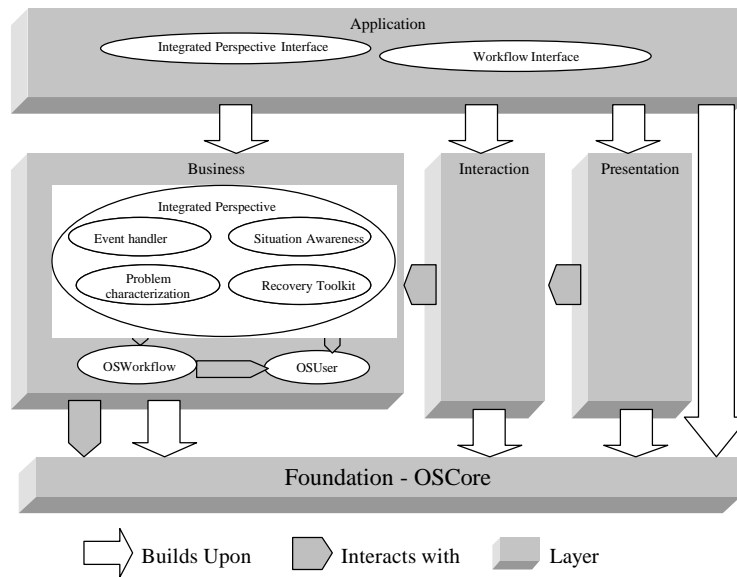 Application
Integrated Perspective Interface
Workflow Interface
Business
Interaction
Presentation
Integrated Perspective
Event handler
Situation Awareness
Problem
characterization
Recovery Toolkit
OSWorkflow
OSUser
Foundation - OSCore
Builds Upon
Interacts with
Layer